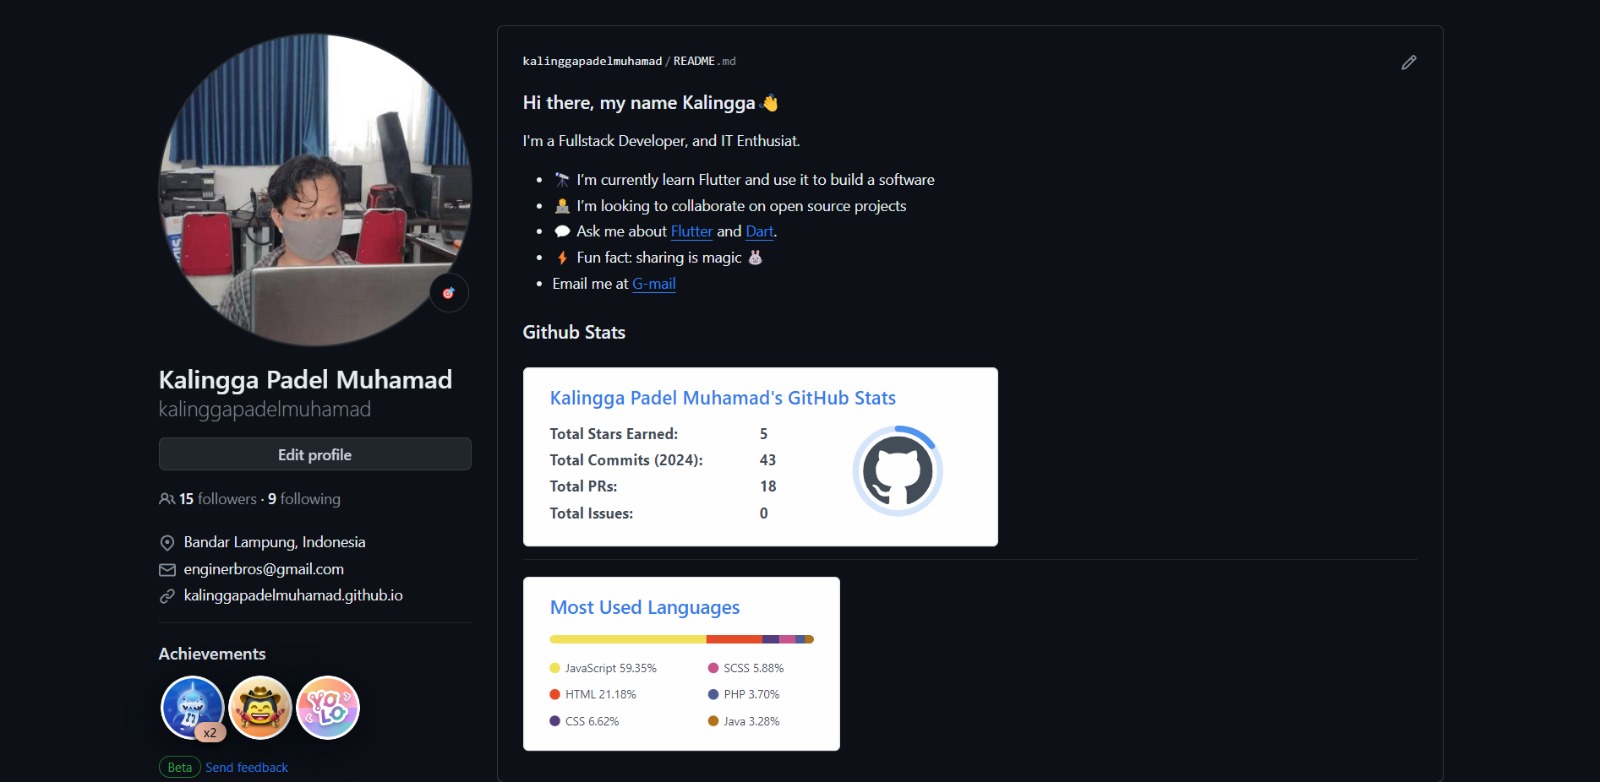 kalinggapadelmuhamad/README.md
Hi there, my name Kalingga 👋
I'm a Fullstack Developer, and IT Enthusiat.
🔭 I’m currently learn Flutter and use it to build a software
🧑‍💻 I’m looking to collaborate on open source projects
💬 Ask me about Flutter and Dart.
⚡ Fun fact: sharing is magic 🐰
Email me at G-mail
Github Stats
Kalingga Padel Muhamad's GitHub Stats
Total Stars Earned: 5
Total Commits (2024): 43
Total PRs: 18
Total Issues: 0
Most Used Languages
JavaScript 59.35%
HTML 21.18%
CSS 6.62%
SCSS 5.88%
PHP 3.70%
Java 3.28%
Kalingga Padel Muhamad
kalinggapadelmuhamad
Edit profile
15 followers · 9 following
Bandar Lampung, Indonesia
enginerbros@gmail.com
kalinggapadelmuhamad.github.io
Achievements
x2
YOLO
Beta Send feedback